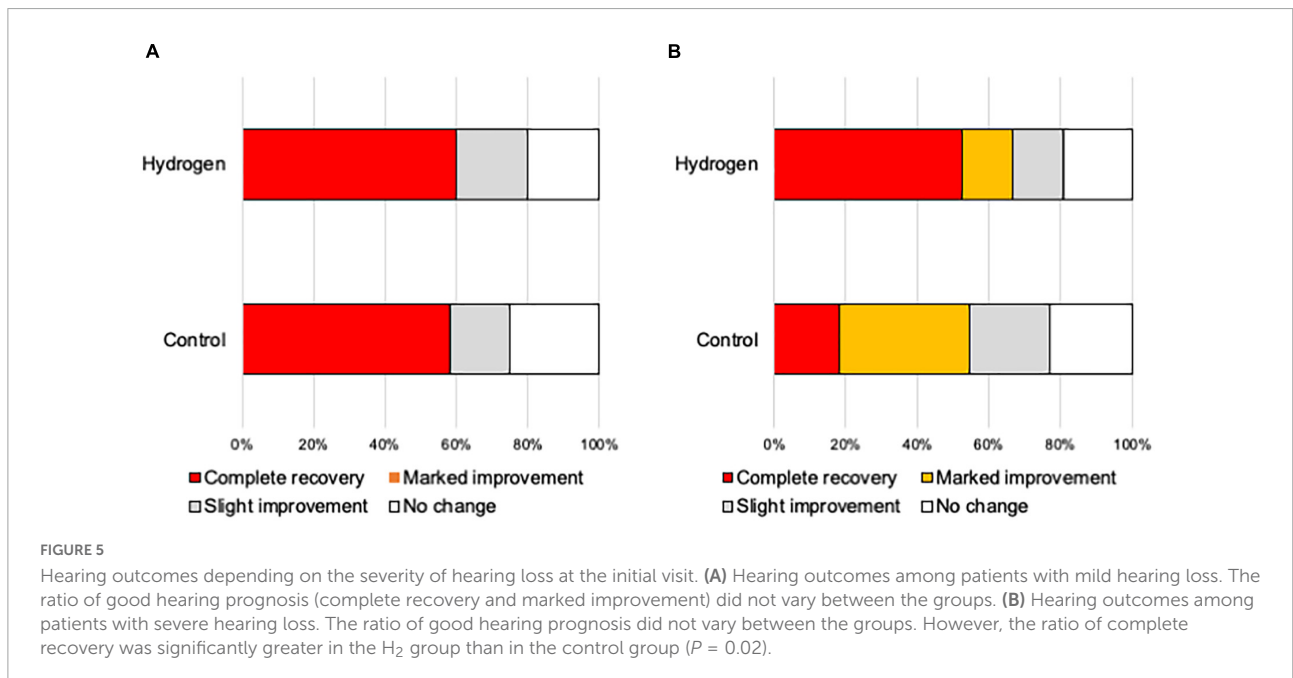 A
Hydrogen
Control
0% 20% 40% 60% 80% 100%
Complete recovery Marked improvement
Slight improvement No change
B
Hydrogen
Control
0% 20% 40% 60% 80% 100%
Complete recovery Marked improvement
Slight improvement No change
FIGURE 5
Hearing outcomes depending on the severity of hearing loss at the initial visit. (A) Hearing outcomes among patients with mild hearing loss. The
ratio of good hearing prognosis (complete recovery and marked improvement) did not vary between the groups. (B) Hearing outcomes among
patients with severe hearing loss. The ratio of good hearing prognosis did not vary between the groups. However, the ratio of complete
recovery was significantly greater in the H₂ group than in the control group (P = 0.02).